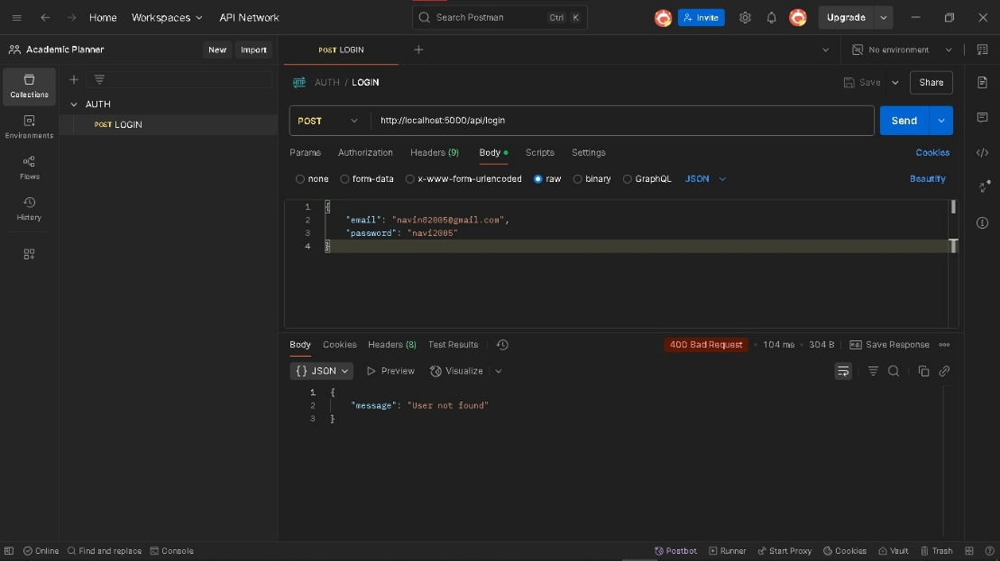 Home Workspaces API Network Search Postman Ctrl K Invite Upgrade
Academic Planner New Import POST LOGIN No environment
Collections
Environments
Flows
History
AUTH
POST LOGIN
HTTP AUTH / LOGIN Save Share
POST http://localhost:5000/api/login Send
Params Authorization Headers (9) Body Scripts Settings Cookies
none form-data x-www-form-urlencoded raw binary GraphQL JSON Beautify
1 {
2 "email": "navin82005@gmail.com",
3 "password": "navi2005"
4 }
Body Cookies Headers (8) Test Results 400 Bad Request • 104 ms • 304 B Save Response
{} JSON Preview Visualize
1 {
2 "message": "User not found"
3 }
Online Find and replace Console Postbot Runner Start Proxy Cookies Vault Trash